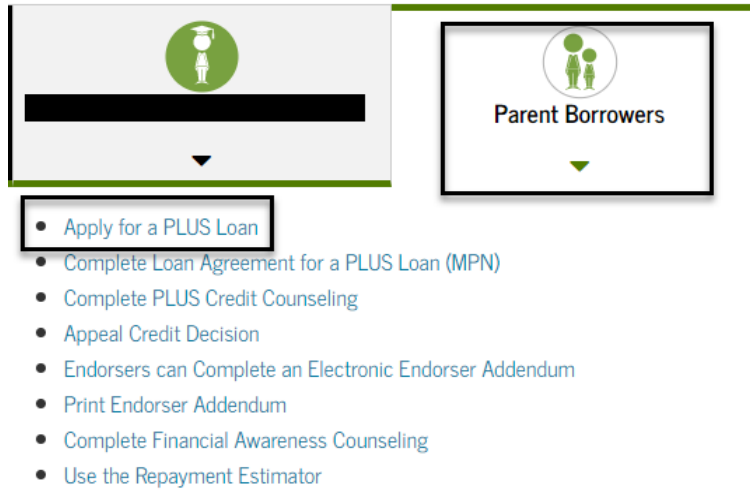 Parent Borrowers
Apply for a PLUS Loan
Complete Loan Agreement for a PLUS Loan (MPN)
Complete PLUS Credit Counseling
Appeal Credit Decision
Endorsers can Complete an Electronic Endorser Addendum
Print Endorser Addendum
Complete Financial Awareness Counseling
Use the Repayment Estimator